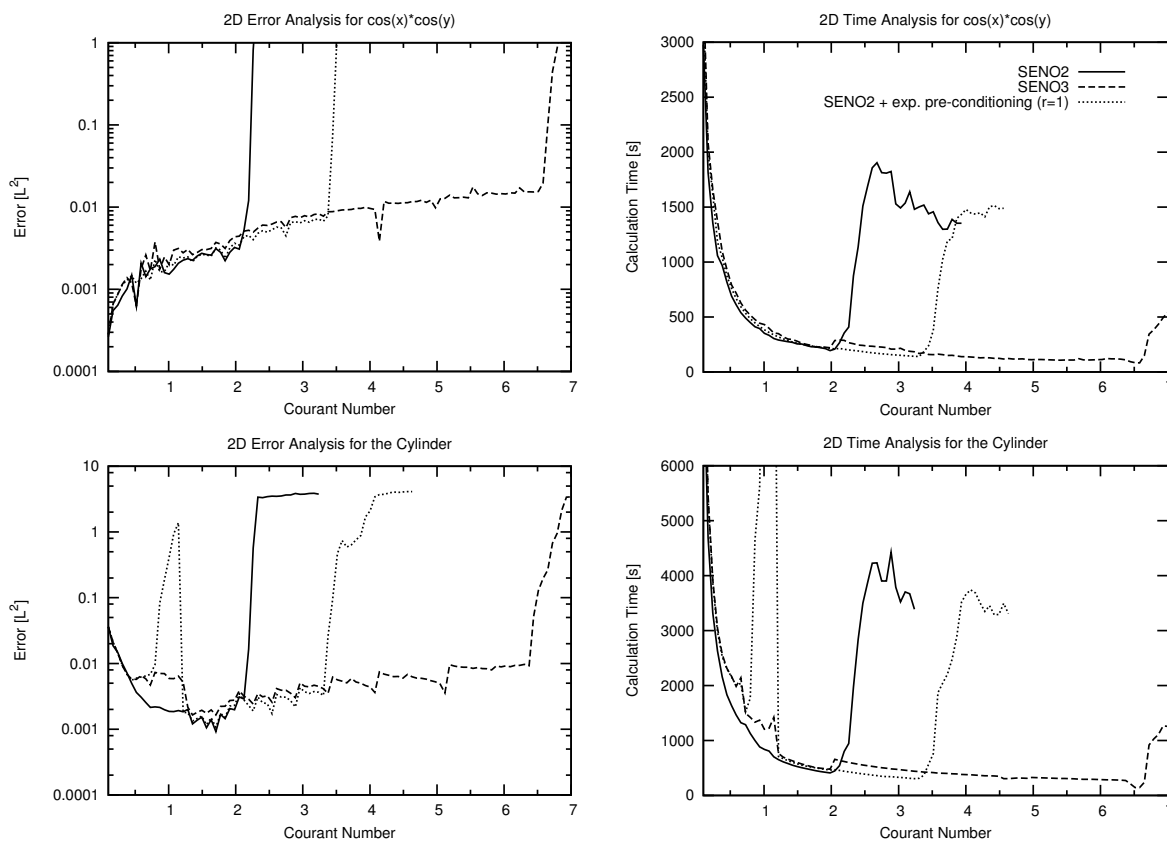 2D Error Analysis for cos(x)*cos(y)
1
0.1
0.01
0.001
0.0001
Error [L²]
1 2 3 4 5 6 7
Courant Number
2D Time Analysis for cos(x)*cos(y)
3000
2500
2000
1500
1000
500
0
Calculation Time [s]
SENO2
SENO3
SENO2 + exp. pre-conditioning (r=1)
1 2 3 4 5 6 7
Courant Number
2D Error Analysis for the Cylinder
10
1
0.1
0.01
0.001
0.0001
Error [L²]
1 2 3 4 5 6 7
Courant Number
2D Time Analysis for the Cylinder
6000
5000
4000
3000
2000
1000
0
Calculation Time [s]
1 2 3 4 5 6 7
Courant Number